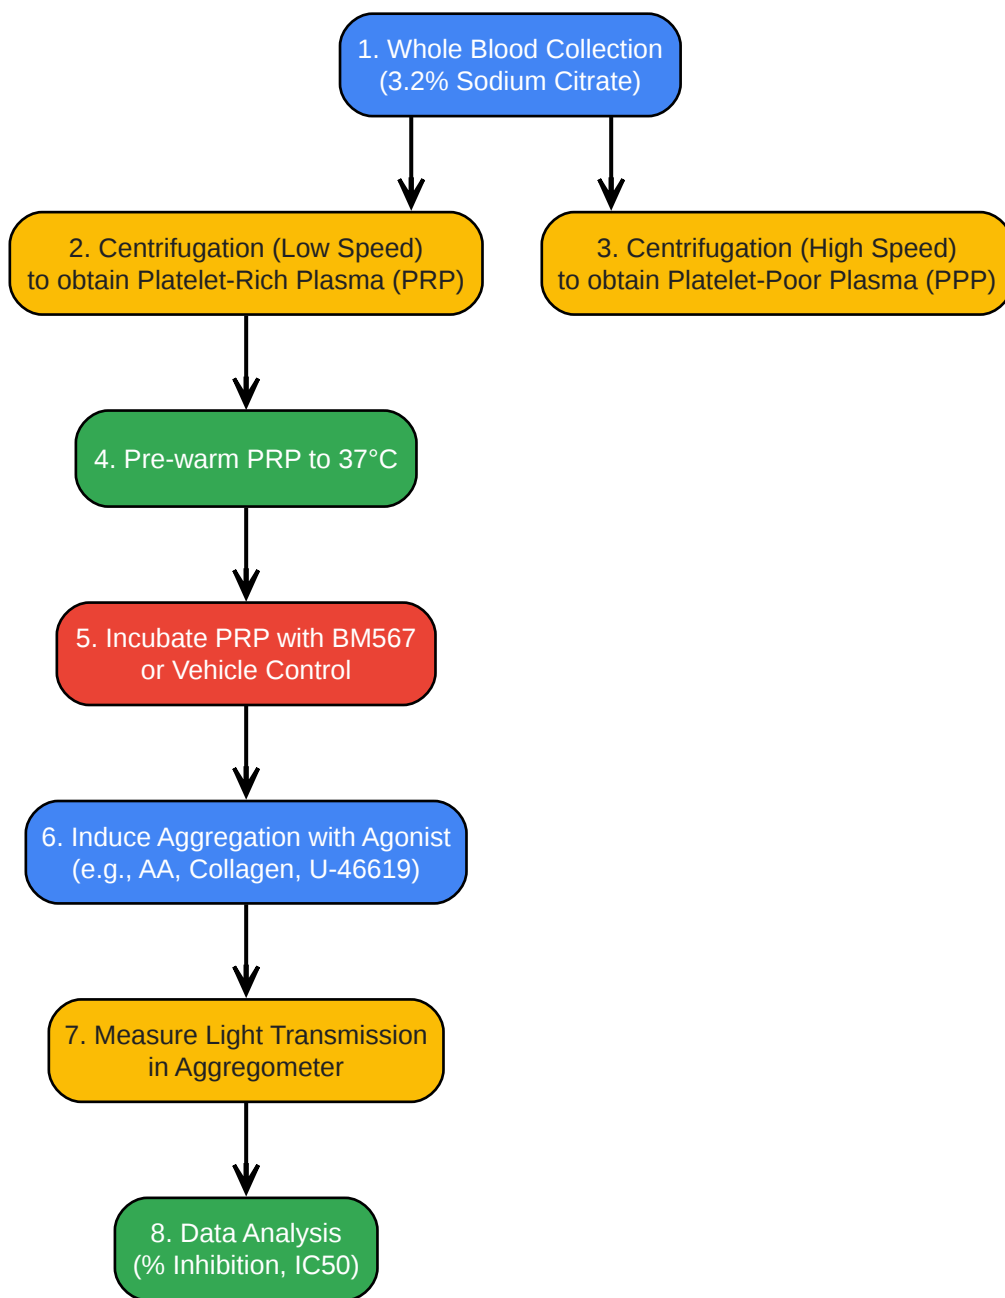 1. Whole Blood Collection
(3.2% Sodium Citrate)
2. Centrifugation (Low Speed)
to obtain Platelet-Rich Plasma (PRP)
3. Centrifugation (High Speed)
to obtain Platelet-Poor Plasma (PPP)
4. Pre-warm PRP to 37°C
5. Incubate PRP with BM567
or Vehicle Control
6. Induce Aggregation with Agonist
(e.g., AA, Collagen, U-46619)
7. Measure Light Transmission
in Aggregometer
8. Data Analysis
(% Inhibition, IC50)